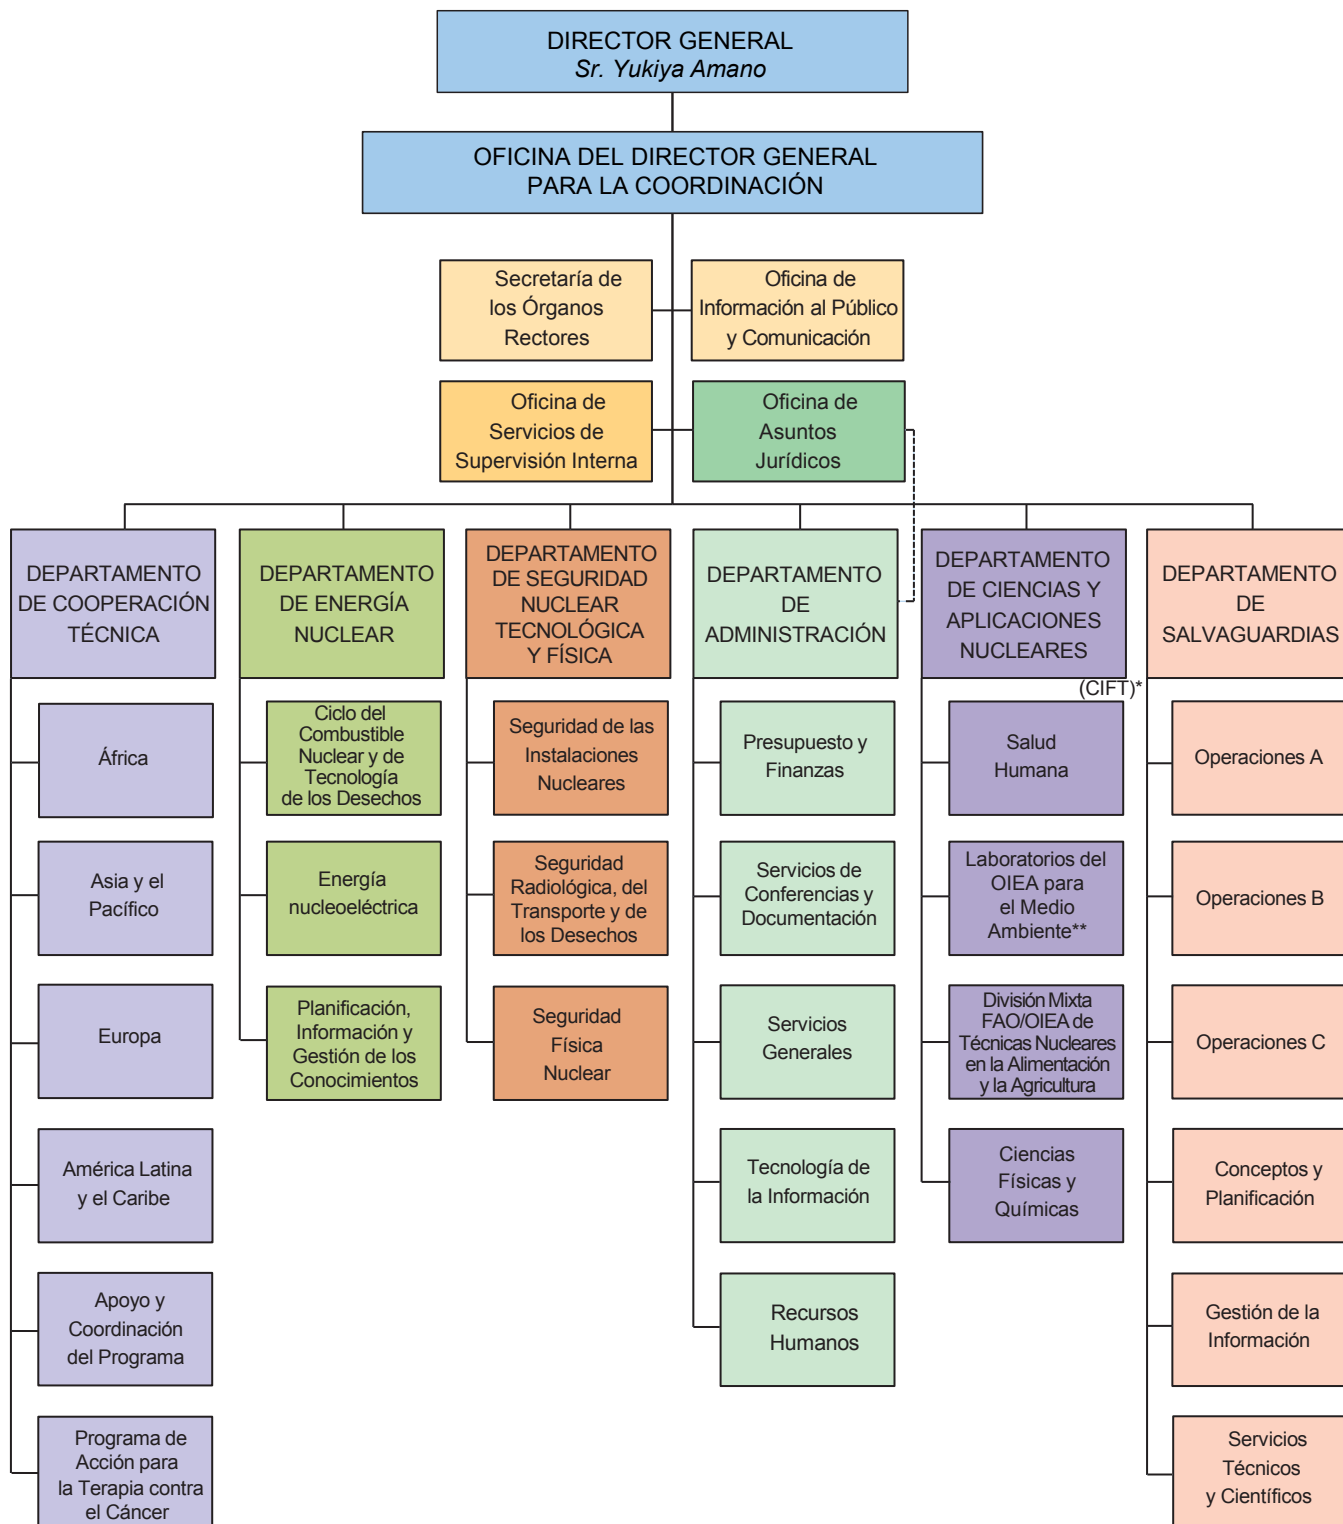 DIRECTOR GENERAL
Sr. Yukiya Amano
OFICINA DEL DIRECTOR GENERAL
PARA LA COORDINACIÓN
Secretaría de
los Órganos
Rectores
Oficina de
Información al Público
y Comunicación
Oficina de
Servicios de
Supervisión Interna
Oficina de
Asuntos
Jurídicos
DEPARTAMENTO
DE COOPERACIÓN
TÉCNICA
DEPARTAMENTO
DE ENERGÍA
NUCLEAR
DEPARTAMENTO
DE SEGURIDAD
NUCLEAR
TECNOLÓGICA
Y FÍSICA
DEPARTAMENTO
DE
ADMINISTRACIÓN
DEPARTAMENTO
DE CIENCIAS Y
APLICACIONES
NUCLEARES
DEPARTAMENTO
DE
SALVAGUARDIAS
(CIFT)*
África
Asia y el
Pacífico
Europa
América Latina
y el Caribe
Apoyo y
Coordinación
del Programa
Programa de
Acción para
la Terapia contra
el Cáncer
Ciclo del
Combustible
Nuclear y de
Tecnología
de los Desechos
Energía
nucleoeléctrica
Planificación,
Información y
Gestión de los
Conocimientos
Seguridad de las
Instalaciones
Nucleares
Seguridad
Radiológica, del
Transporte y de
los Desechos
Seguridad
Física
Nuclear
Presupuesto y
Finanzas
Servicios de
Conferencias y
Documentación
Servicios
Generales
Tecnología de
la Información
Recursos
Humanos
Salud
Humana
Laboratorios del
OIEA para
el Medio
Ambiente**
División Mixta
FAO/OIEA de
Técnicas Nucleares
en la Alimentación
y la Agricultura
Ciencias
Físicas y
Químicas
Operaciones A
Operaciones B
Operaciones C
Conceptos y
Planificación
Gestión de la
Información
Servicios
Técnicos
y Científicos